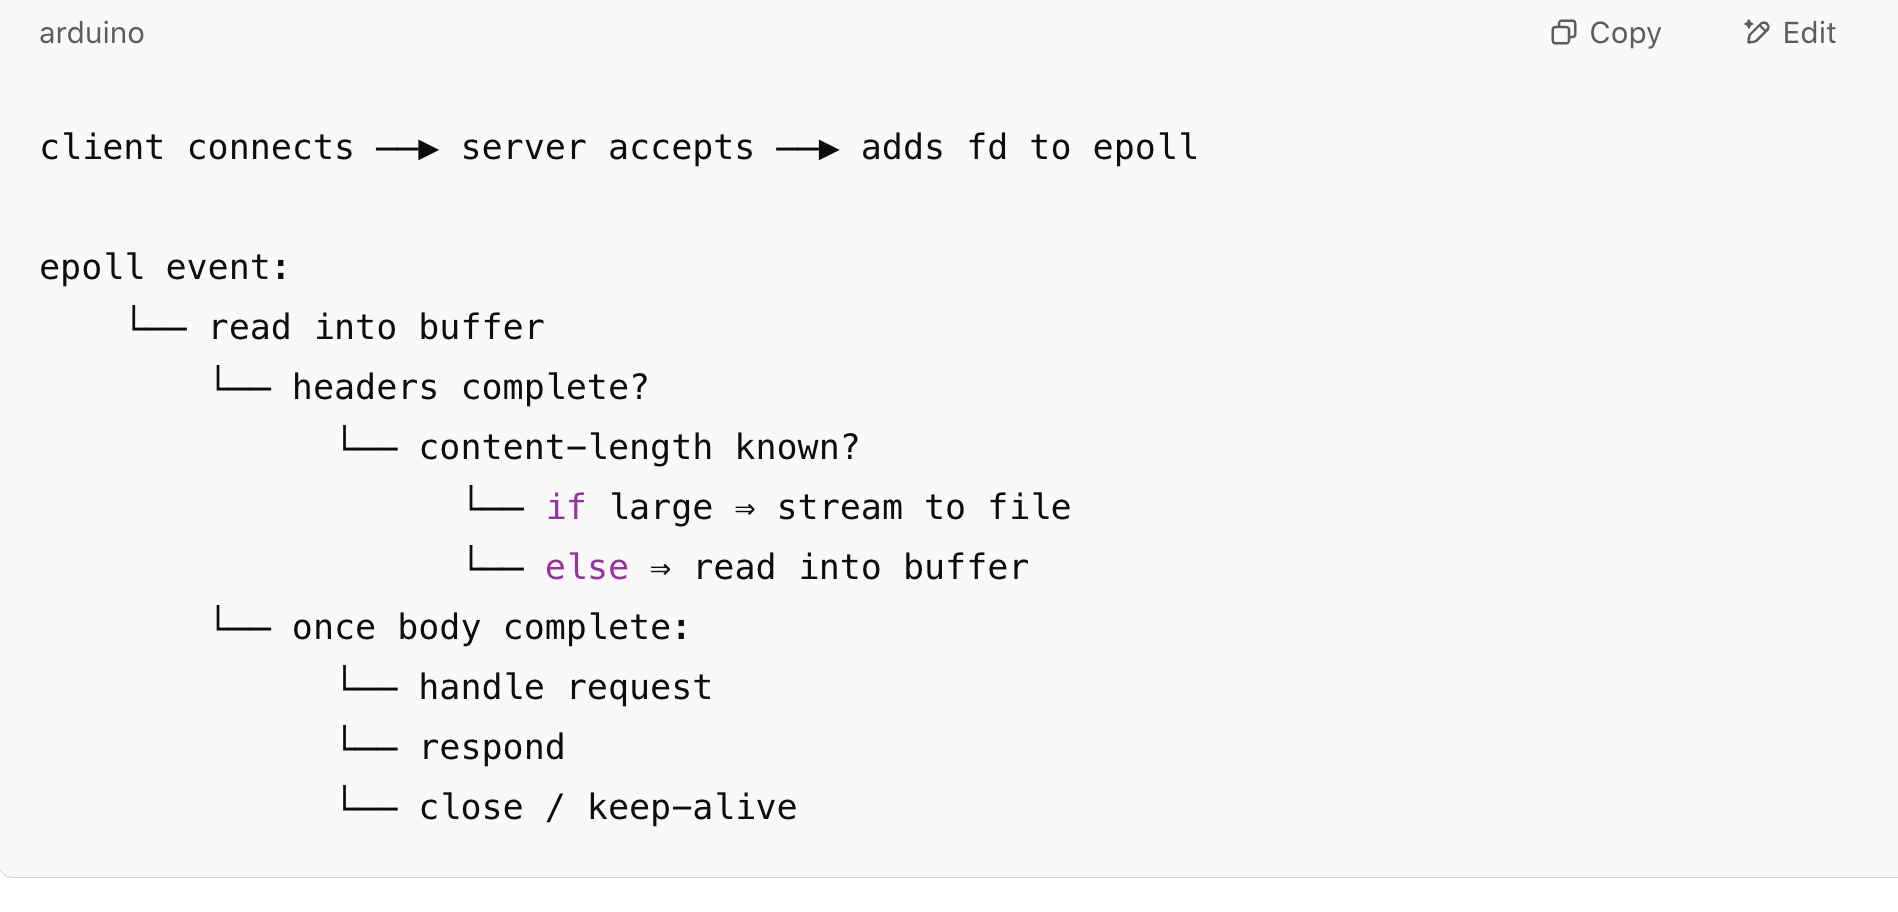 arduino Copy Edit
client connects ──▶ server accepts ──▶ adds fd to epoll
epoll event:
└── read into buffer
└── headers complete?
└── content-length known?
└── if large ⇒ stream to file
└── else ⇒ read into buffer
└── once body complete:
└── handle request
└── respond
└── close / keep-alive